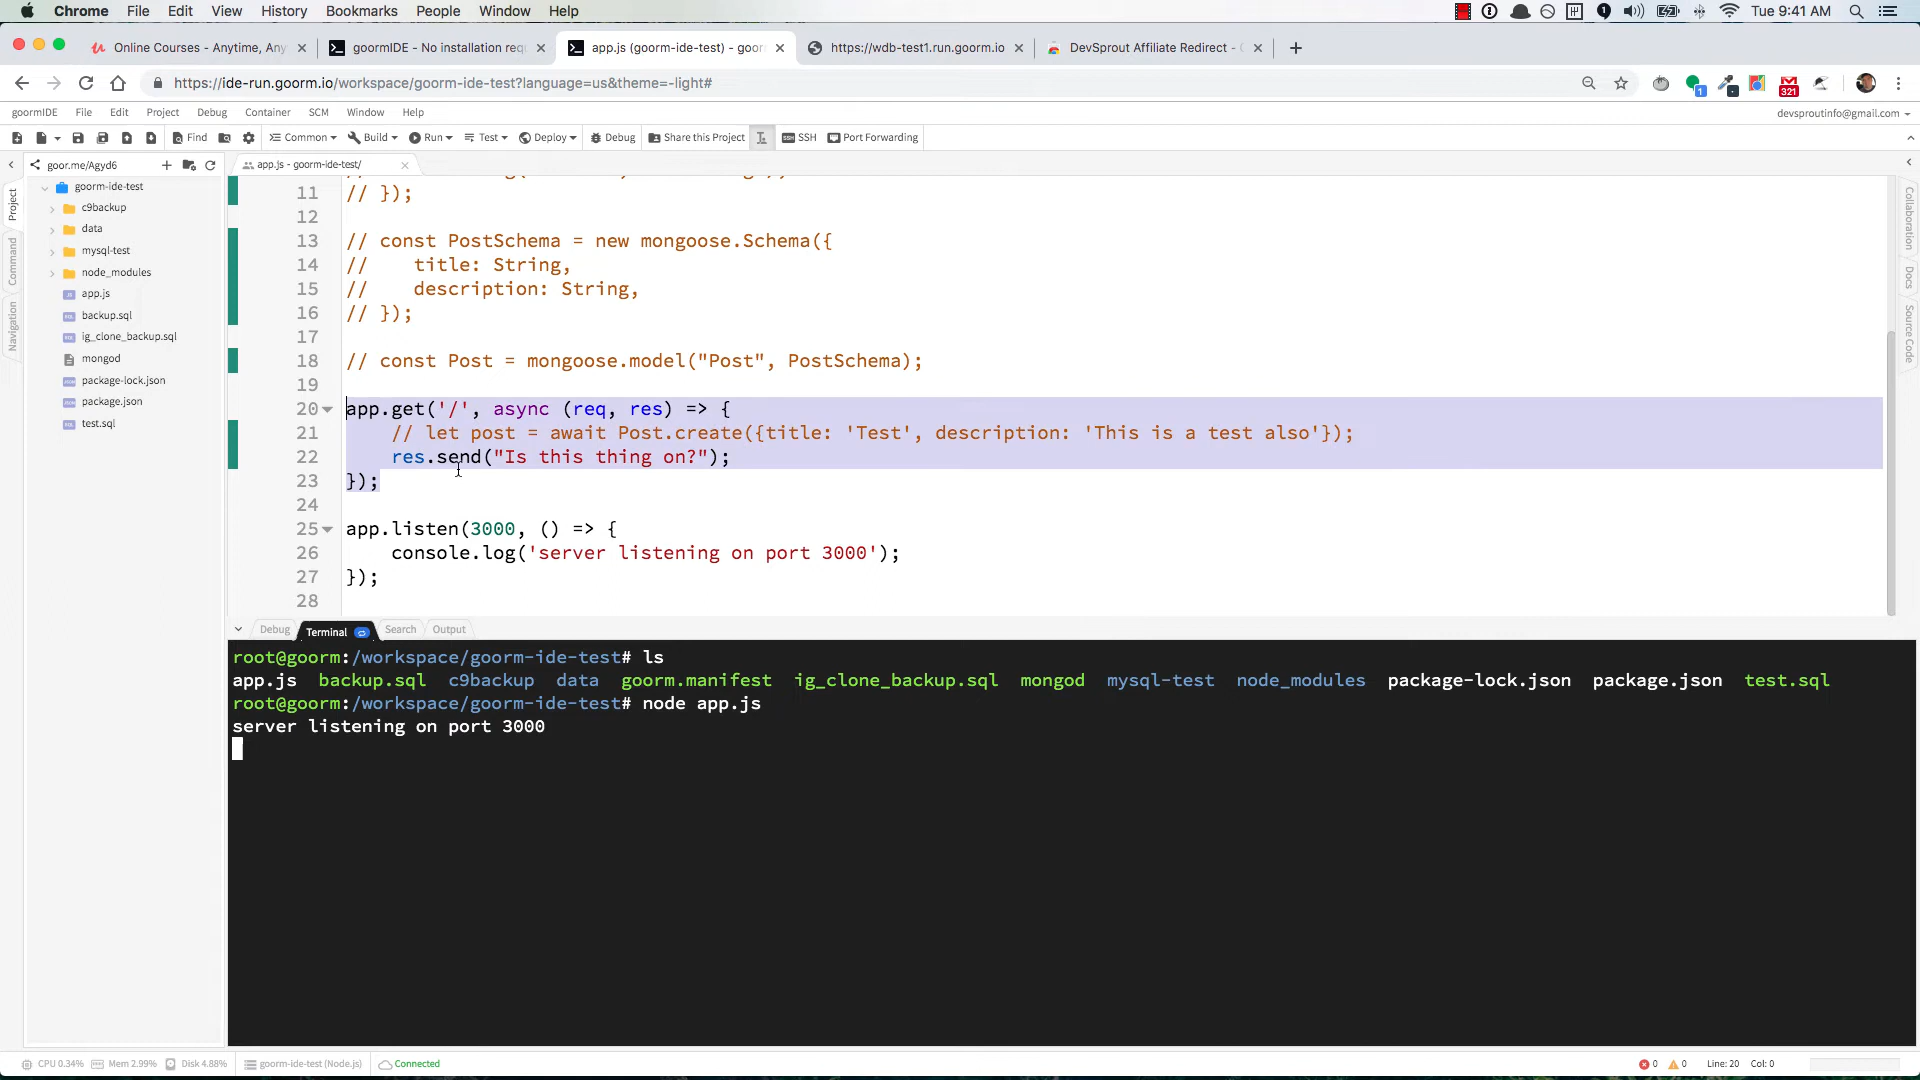 Chrome File Edit View History Bookmarks People Window Help Tue 9:41 AM
Online Courses - Anytime, Any
goormIDE - No installation req
app.js (goorm-ide-test) - goor
https://wdb-test1.run.goorm.io
DevSprout Affiliate Redirect -
https://ide-run.goorm.io/workspace/goorm-ide-test?language=us&theme=-light#
1 321
goormIDE File Edit Project Debug Container SCM Window Help devsproutinfo@gmail.com
Find Common Build Run Test Deploy Debug Share this Project SSH SSH Port Forwarding
goor.me/Agyd6
app.js - goorm-ide-test/
goorm-ide-test
c9backup
data
mysql-test
node_modules
app.js
backup.sql
ig_clone_backup.sql
mongod
package-lock.json
package.json
test.sql
Project
Command
Navigation
Collaboration
Docs
Source Code
11 // });
12
13 // const PostSchema = new mongoose.Schema({
14 // title: String,
15 // description: String,
16 // });
17
18 // const Post = mongoose.model("Post", PostSchema);
19
20 app.get('/', async (req, res) => {
21 // let post = await Post.create({title: 'Test', description: 'This is a test also'});
22 res.send("Is this thing on?");
23 });
24
25 app.listen(3000, () => {
26 console.log('server listening on port 3000');
27 });
28
Debug Terminal Search Output
root@goorm:/workspace/goorm-ide-test# ls
app.js backup.sql c9backup data goorm.manifest ig_clone_backup.sql mongod mysql-test node_modules package-lock.json package.json test.sql
root@goorm:/workspace/goorm-ide-test# node app.js
server listening on port 3000
CPU 0.34% Mem 2.99% Disk 4.88% goorm-ide-test (Node.js) Connected 0 0 Line: 20 Col: 0